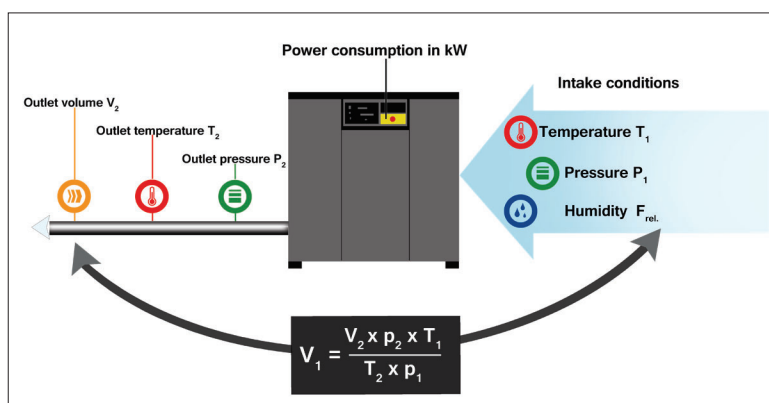 Power consumption in kW
Intake conditions
Outlet volume V₂
Outlet temperature T₂
Outlet pressure P₂
Temperature T₁
Pressure P₁
Humidity F rel.
V₁ = V₂ x p₂ x T₁ / T₂ x p₁